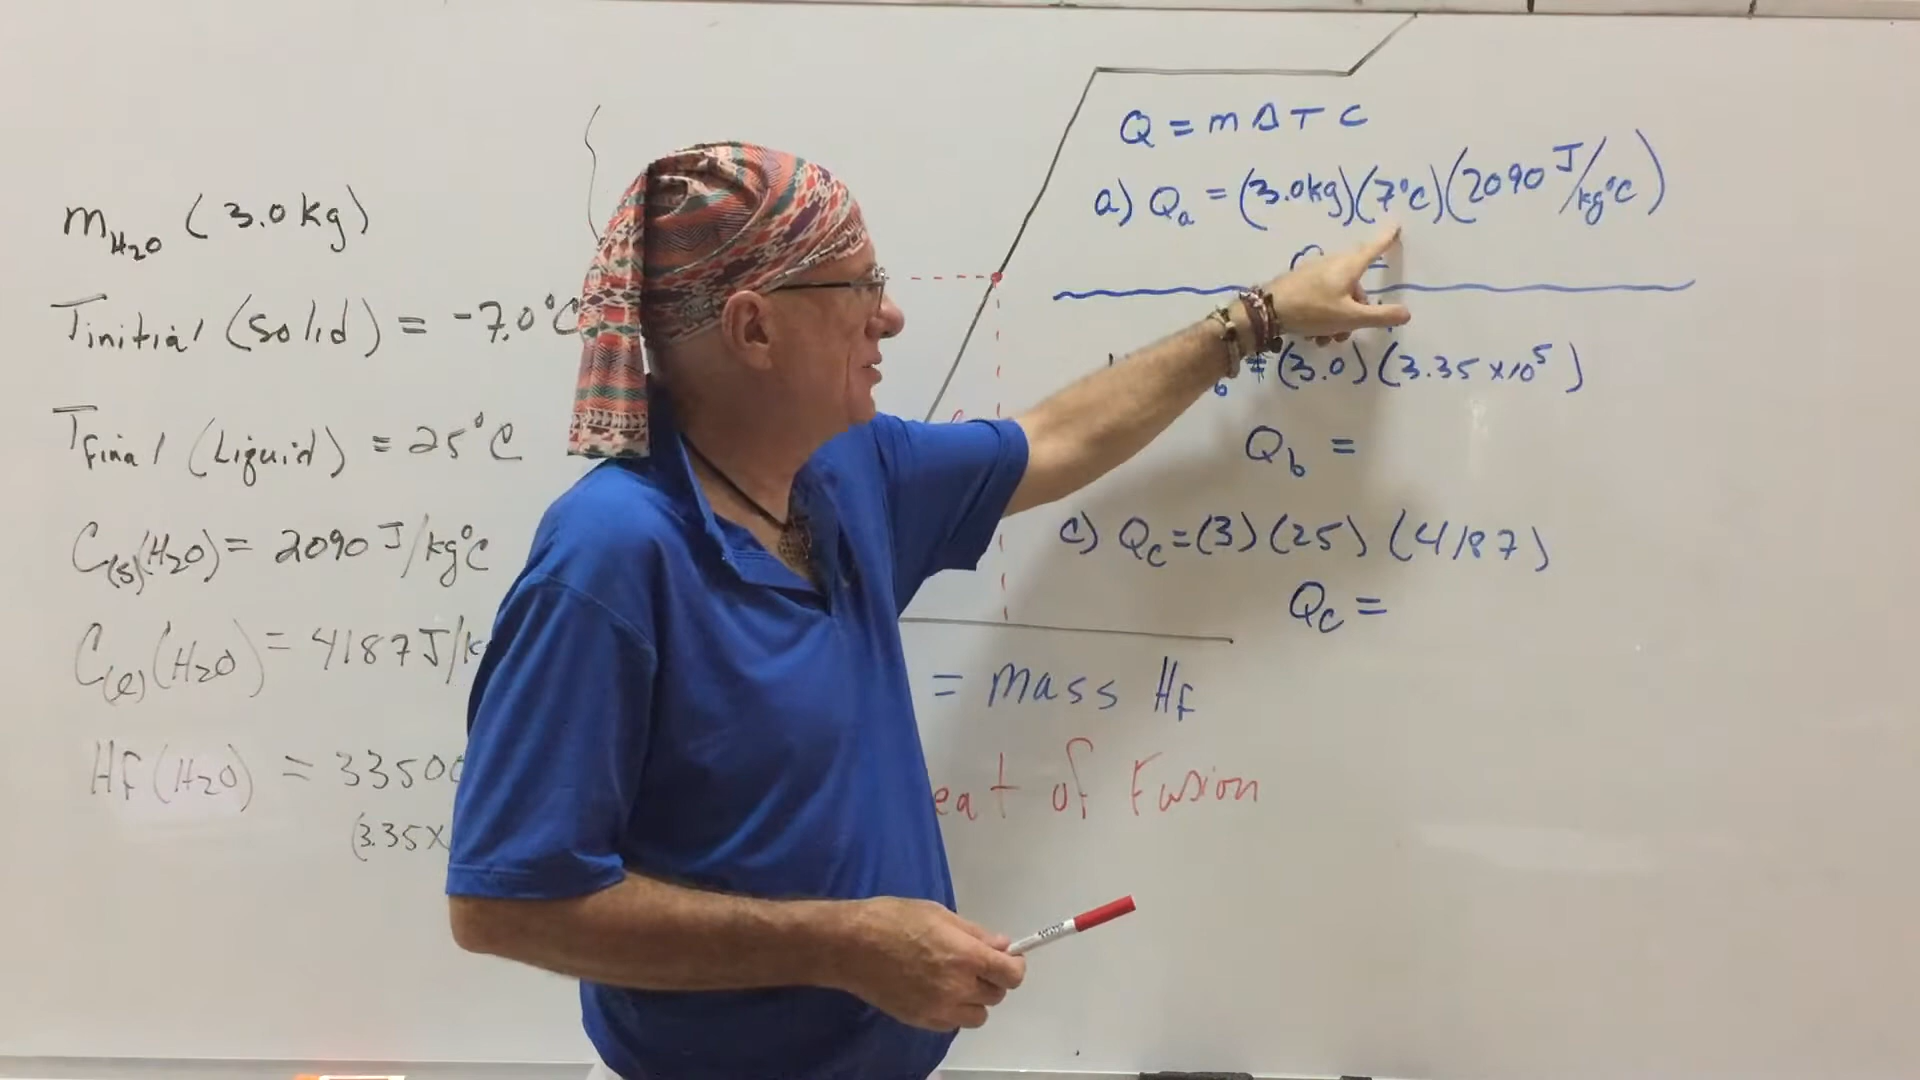 m H₂O (3.0 kg)
Tinitial (Solid) = -7.0°C
Tfinal (Liquid) = 25°C
C(s)(H₂O) = 2090 J/kg°C
C(l)(H₂O) = 4187 J/k
Hf (H₂O) = 3350
(3.35x
Q = m Δ T C
a) Qa = (3.0kg)(7°C)(2090 J/kg°C)
=
b = (3.0)(3.35 x10⁵)
Qb =
c) Qc = (3)(25)(4187)
Qc =
= mass Hf
eat of Fusion